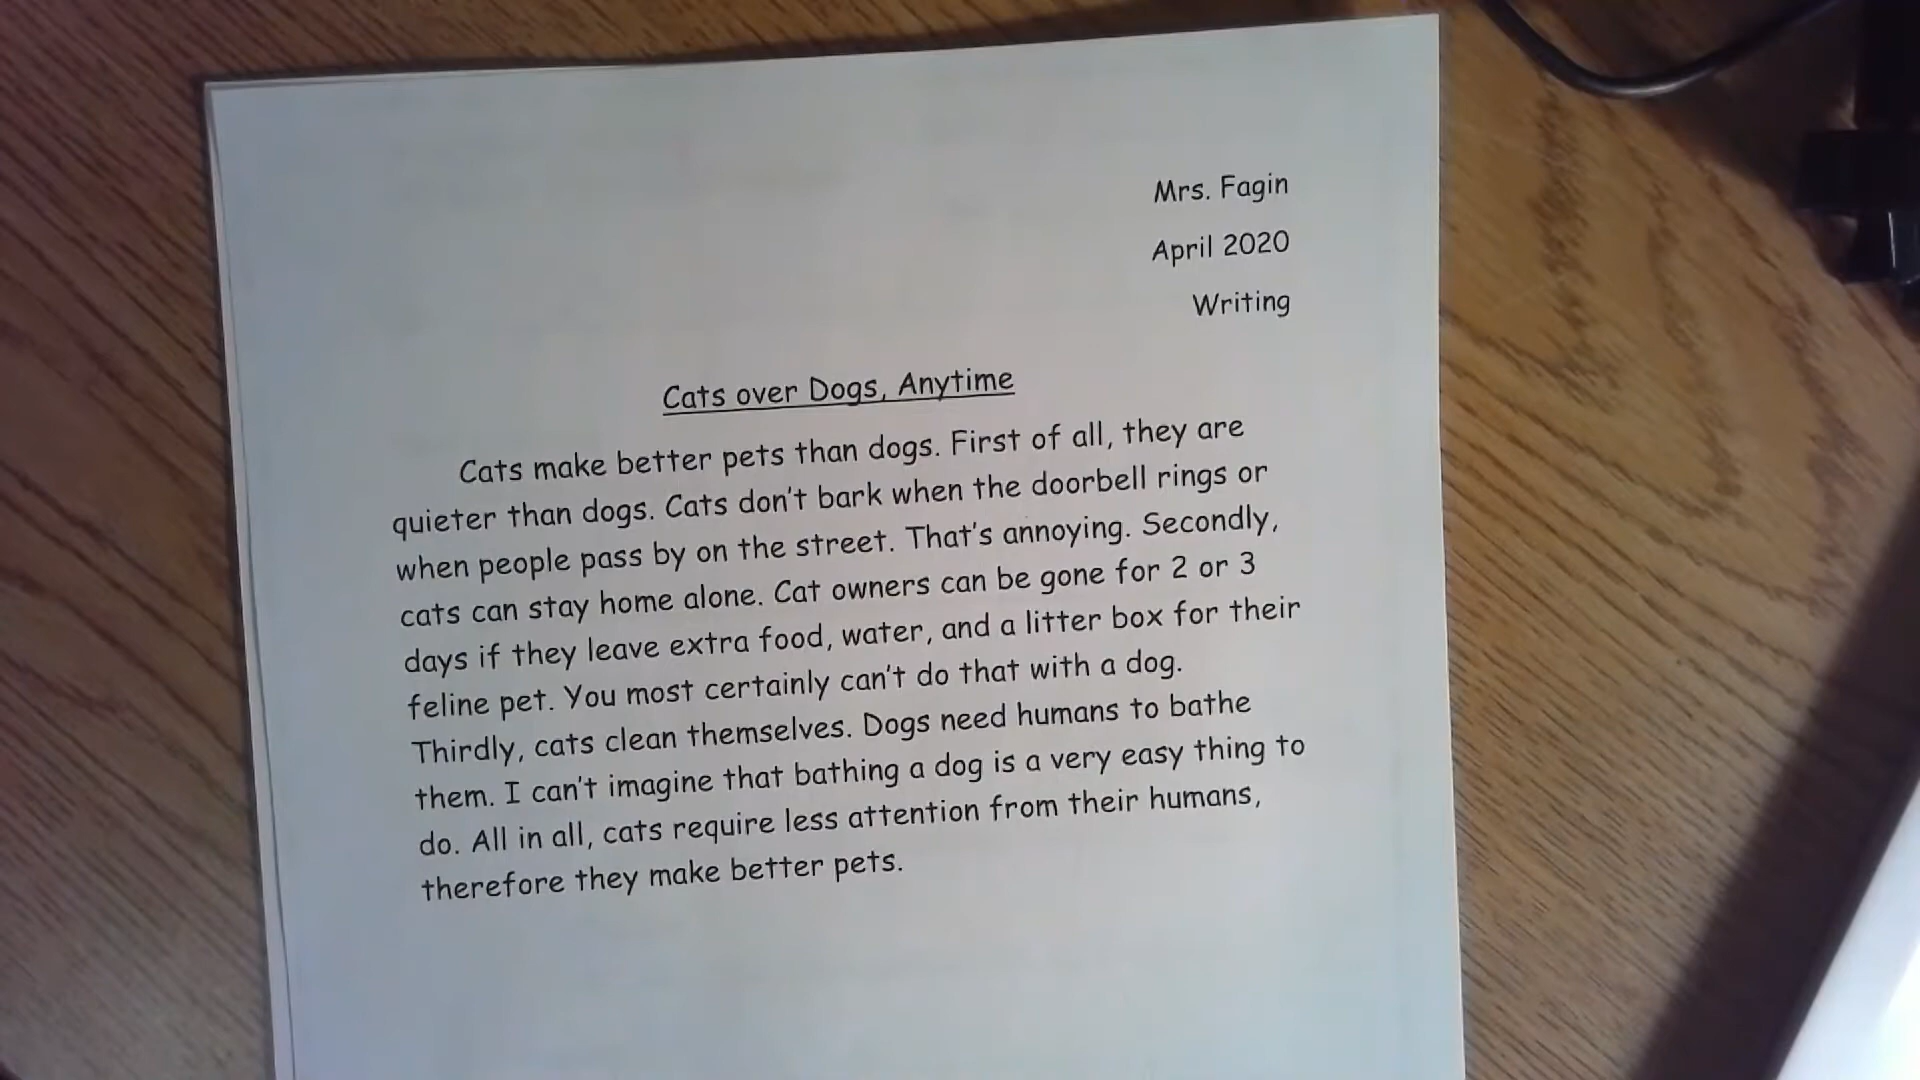 Mrs. Fagin
April 2020
Writing
Cats over Dogs, Anytime
Cats make better pets than dogs. First of all, they are
quieter than dogs. Cats don't bark when the doorbell rings or
when people pass by on the street. That's annoying. Secondly,
cats can stay home alone. Cat owners can be gone for 2 or 3
days if they leave extra food, water, and a litter box for their
feline pet. You most certainly can't do that with a dog.
Thirdly, cats clean themselves. Dogs need humans to bathe
them. I can't imagine that bathing a dog is a very easy thing to
do. All in all, cats require less attention from their humans,
therefore they make better pets.